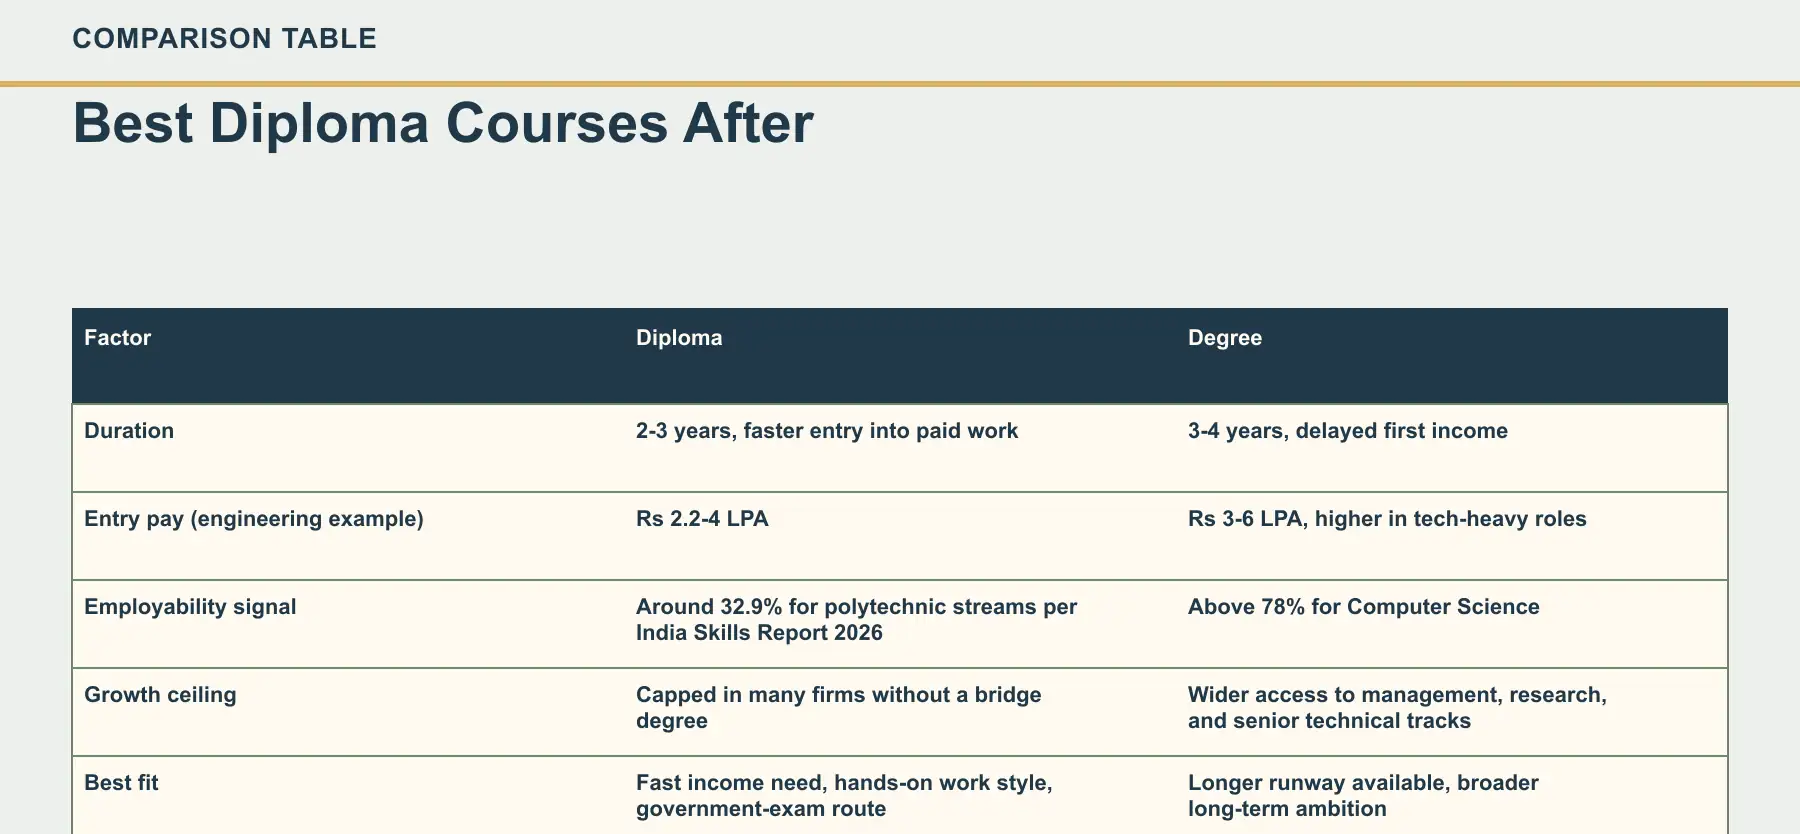 COMPARISON TABLE
Best Diploma Courses After
Factor
Diploma
Degree
Duration
2-3 years, faster entry into paid work
3-4 years, delayed first income
Entry pay (engineering example)
Rs 2.2-4 LPA
Rs 3-6 LPA, higher in tech-heavy roles
Employability signal
Around 32.9% for polytechnic streams per
India Skills Report 2026
Above 78% for Computer Science
Growth ceiling
Capped in many firms without a bridge
degree
Wider access to management, research,
and senior technical tracks
Best fit
Fast income need, hands-on work style,
government-exam route
Longer runway available, broader
long-term ambition